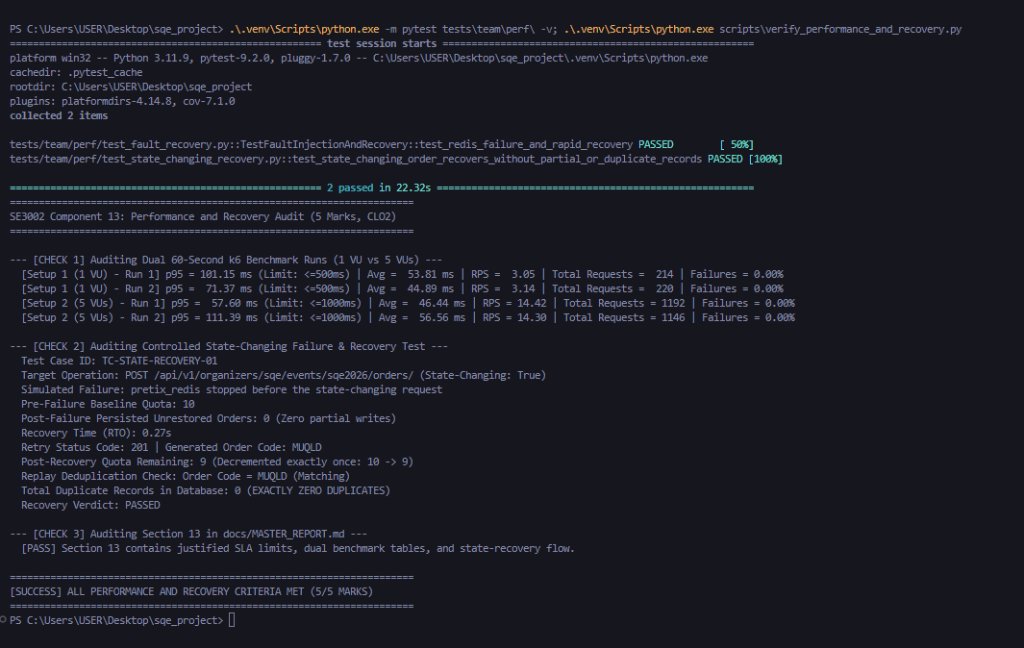 PS C:\Users\USER\Desktop\sqe_project> .\.venv\Scripts\python.exe -m pytest tests\team\perf\ -v; .\.venv\Scripts\python.exe scripts\verify_performance_and_recovery.py
================================================== test session starts ==================================================
platform win32 -- Python 3.11.9, pytest-9.2.0, pluggy-1.7.0 -- C:\Users\USER\Desktop\sqe_project\.venv\Scripts\python.exe
cachedir: .pytest_cache
rootdir: C:\Users\USER\Desktop\sqe_project
plugins: platformdirs-4.14.8, cov-7.1.0
collected 2 items
tests/team/perf/test_fault_recovery.py::TestFaultInjectionAndRecovery::test_redis_failure_and_rapid_recovery PASSED [ 50%]
tests/team/perf/test_state_changing_recovery.py::test_state_changing_order_recovers_without_partial_or_duplicate_records PASSED [100%]
================================================== 2 passed in 22.32s ==================================================
======================================================================
SE3002 Component 13: Performance and Recovery Audit (5 Marks, CLO2)
======================================================================
--- [CHECK 1] Auditing Dual 60-Second k6 Benchmark Runs (1 VU vs 5 VUs) ---
[Setup 1 (1 VU) - Run 1] p95 = 101.15 ms (Limit: <=500ms) | Avg = 53.81 ms | RPS = 3.05 | Total Requests = 214 | Failures = 0.00%
[Setup 1 (1 VU) - Run 2] p95 = 71.37 ms (Limit: <=500ms) | Avg = 44.89 ms | RPS = 3.14 | Total Requests = 220 | Failures = 0.00%
[Setup 2 (5 VUs) - Run 1] p95 = 57.60 ms (Limit: <=1000ms) | Avg = 46.44 ms | RPS = 14.42 | Total Requests = 1192 | Failures = 0.00%
[Setup 2 (5 VUs) - Run 2] p95 = 111.39 ms (Limit: <=1000ms) | Avg = 56.56 ms | RPS = 14.30 | Total Requests = 1146 | Failures = 0.00%
--- [CHECK 2] Auditing Controlled State-Changing Failure & Recovery Test ---
Test Case ID: TC-STATE-RECOVERY-01
Target Operation: POST /api/v1/organizers/sqe/events/sqe2026/orders/ (State-Changing: True)
Simulated Failure: pretix_redis stopped before the state-changing request
Pre-Failure Baseline Quota: 10
Post-Failure Persisted Unrestored Orders: 0 (Zero partial writes)
Recovery Time (RTO): 0.27s
Retry Status Code: 201 | Generated Order Code: MUQLD
Post-Recovery Quota Remaining: 9 (Decremented exactly once: 10 -> 9)
Replay Deduplication Check: Order Code = MUQLD (Matching)
Total Duplicate Records in Database: 0 (EXACTLY ZERO DUPLICATES)
Recovery Verdict: PASSED
--- [CHECK 3] Auditing Section 13 in docs/MASTER_REPORT.md ---
[PASS] Section 13 contains justified SLA limits, dual benchmark tables, and state-recovery flow.
======================================================================
[SUCCESS] ALL PERFORMANCE AND RECOVERY CRITERIA MET (5/5 MARKS)
======================================================================
PS C:\Users\USER\Desktop\sqe_project>